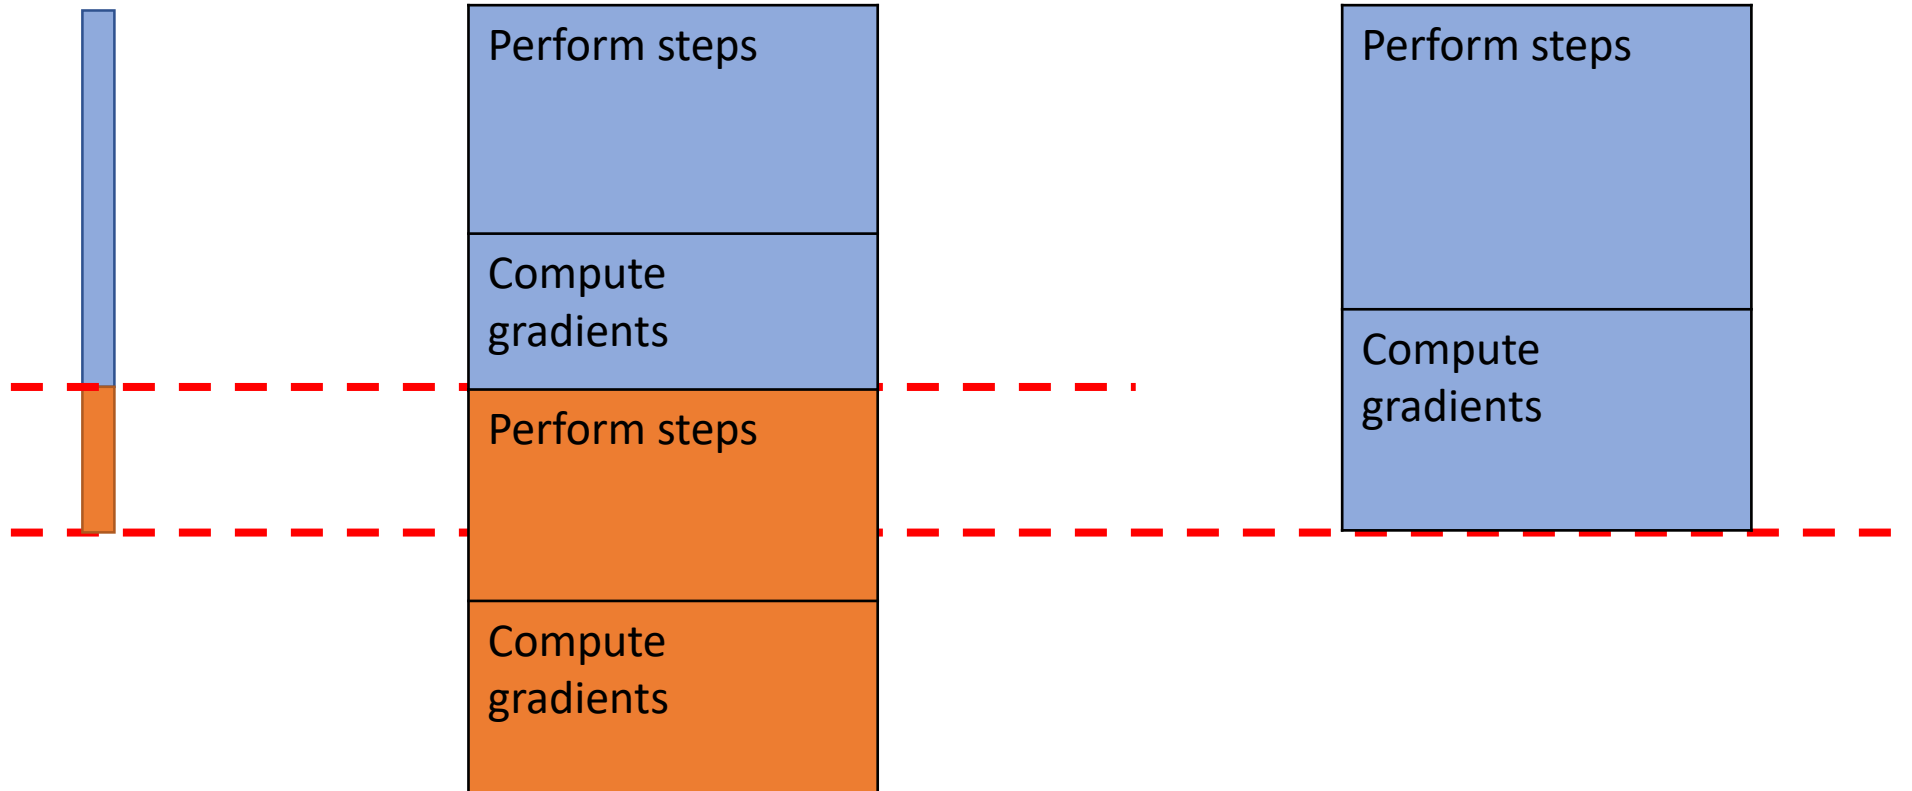 Perform steps
Compute
gradients
Perform steps
Compute
gradients
Perform steps
Compute
gradients